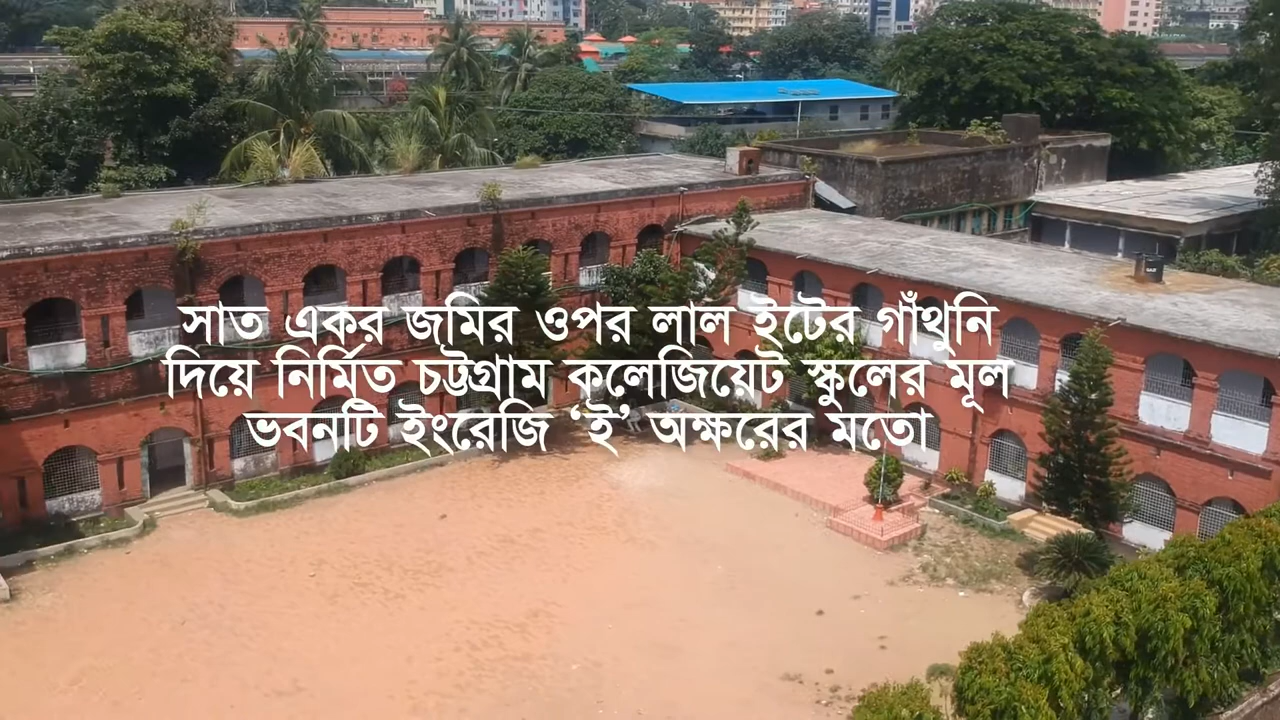 সাত একর জমির ওপর লাল ইটের গাঁথুনি
দিয়ে নির্মিত চট্টগ্রাম কলেজিয়েট স্কুলের মূল
ভবনটি ইংরেজি ‘ই’ অক্ষরের মতো